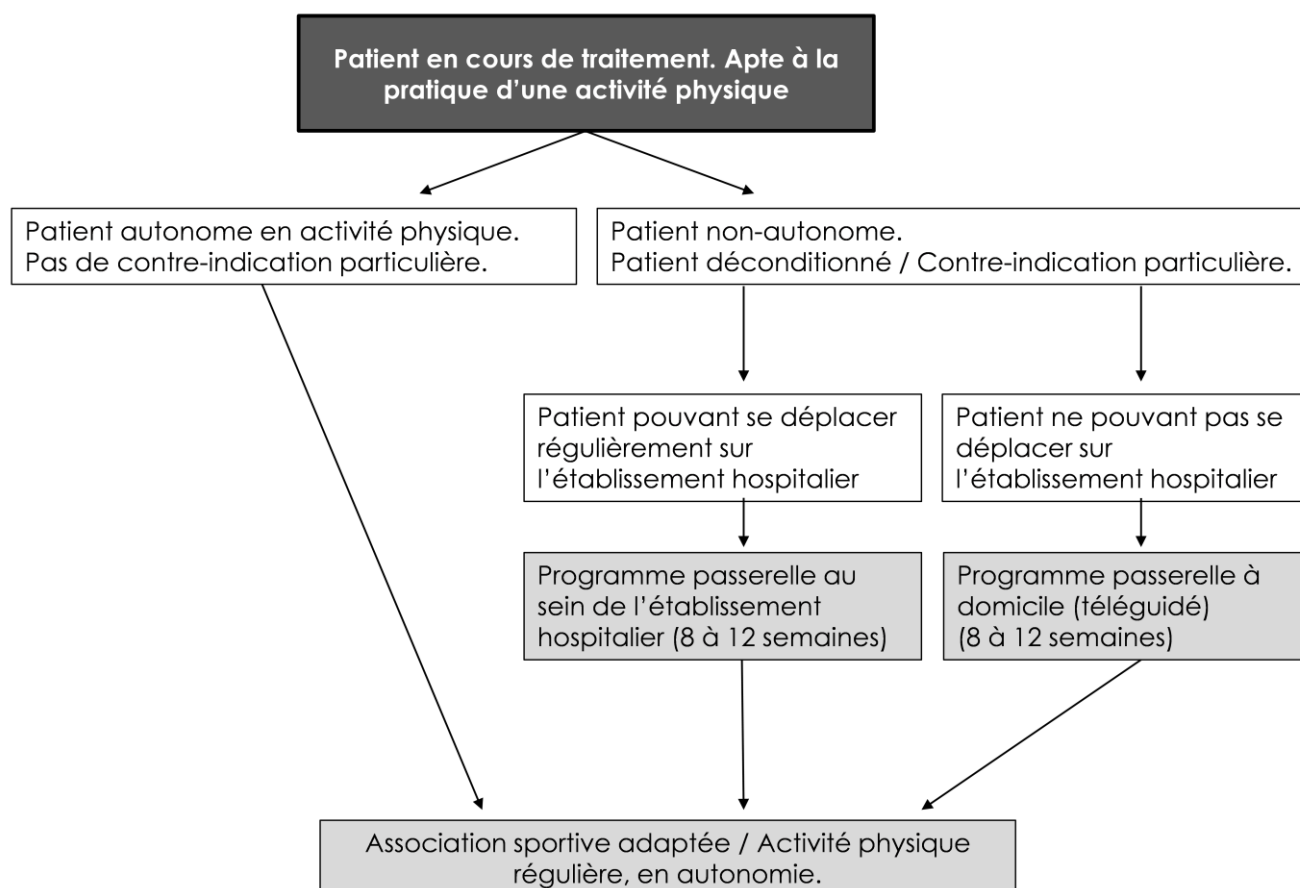 Patient en cours de traitement. Apte à la
pratique d'une activité physique
Patient autonome en activité physique.
Pas de contre-indication particulière.
Patient non-autonome.
Patient déconditionné / Contre-indication particulière.
Patient pouvant se déplacer
régulièrement sur
l'établissement hospitalier
Patient ne pouvant pas se
déplacer sur
l'établissement hospitalier
Programme passerelle au
sein de l'établissement
hospitalier (8 à 12 semaines)
Programme passerelle à
domicile (téléguidé)
(8 à 12 semaines)
Association sportive adaptée / Activité physique
régulière, en autonomie.